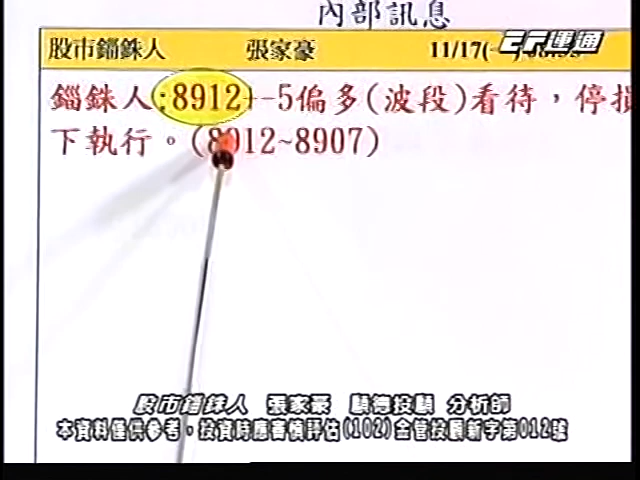 內部訊息
股市錙銖人 張家豪 11/17(
運通
錙銖人:8912+-5偏多(波段)看待，停損
下執行。(8912~8907)
股市錙銖人 張家豪 顧德投顧 分析師
本資料僅供參考，投資時應審慎評估(102)金管投顧新字第012號